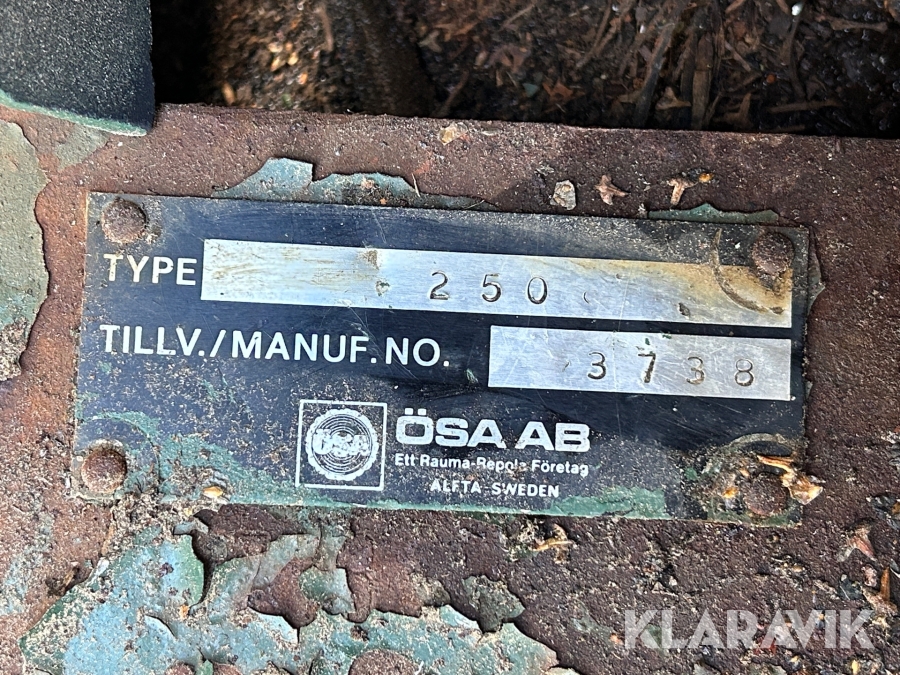 TYPE 250
TILLV./MANUF.NO. 3738
ÖSA
ÖSA AB
Ett Rauma-Repola Företag
ALFTA SWEDEN
KLARAVIK